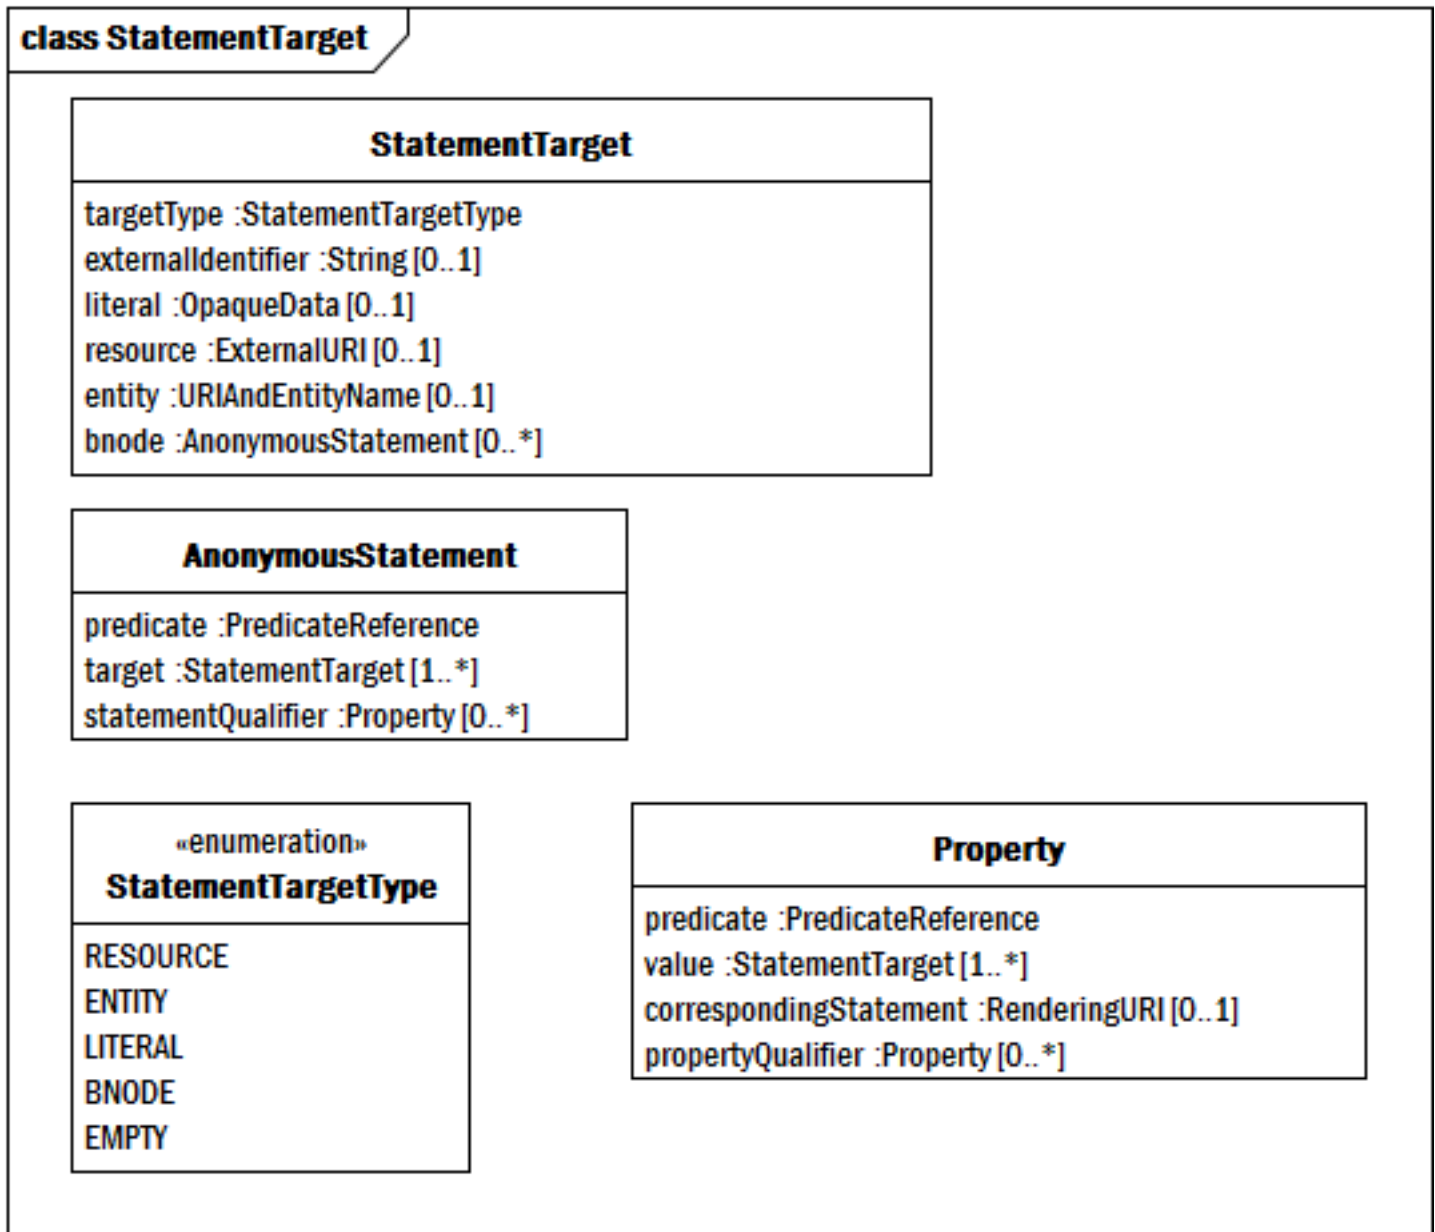 class StatementTarget
StatementTarget
targetType :StatementTargetType
externalIdentifier :String [0..1]
literal :OpaqueData [0..1]
resource :ExternalURI [0..1]
entity :URIAndEntityName [0..1]
bnode :AnonymousStatement [0..*]
AnonymousStatement
predicate :PredicateReference
target :StatementTarget [1..*]
statementQualifier :Property [0..*]
«enumeration»
StatementTargetType
RESOURCE
ENTITY
LITERAL
BNODE
EMPTY
Property
predicate :PredicateReference
value :StatementTarget [1..*]
correspondingStatement :RenderingURI [0..1]
propertyQualifier :Property [0..*]